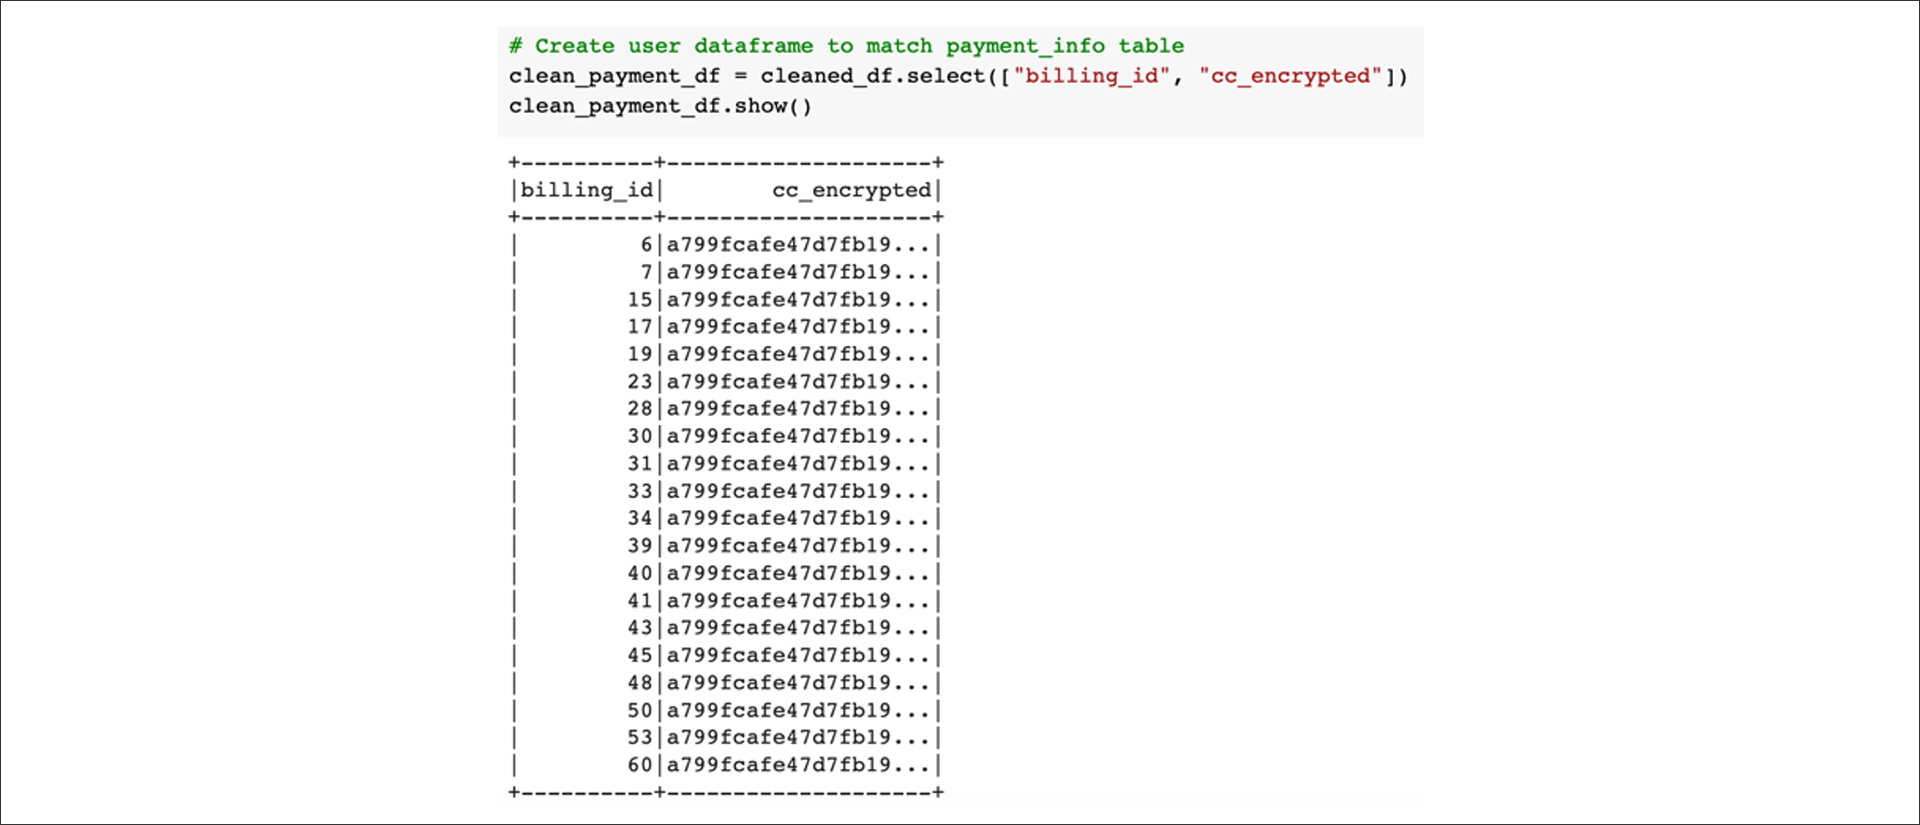 # Create user dataframe to match payment_info table
clean_payment_df = cleaned_df.select(["billing_id", "cc_encrypted"])
clean_payment_df.show()
+----------+--------------------+
|billing_id|        cc_encrypted|
+----------+--------------------+
|         6|a799fcafe47d7fb19...|
|         7|a799fcafe47d7fb19...|
|        15|a799fcafe47d7fb19...|
|        17|a799fcafe47d7fb19...|
|        19|a799fcafe47d7fb19...|
|        23|a799fcafe47d7fb19...|
|        28|a799fcafe47d7fb19...|
|        30|a799fcafe47d7fb19...|
|        31|a799fcafe47d7fb19...|
|        33|a799fcafe47d7fb19...|
|        34|a799fcafe47d7fb19...|
|        39|a799fcafe47d7fb19...|
|        40|a799fcafe47d7fb19...|
|        41|a799fcafe47d7fb19...|
|        43|a799fcafe47d7fb19...|
|        45|a799fcafe47d7fb19...|
|        48|a799fcafe47d7fb19...|
|        50|a799fcafe47d7fb19...|
|        53|a799fcafe47d7fb19...|
|        60|a799fcafe47d7fb19...|
+----------+--------------------+